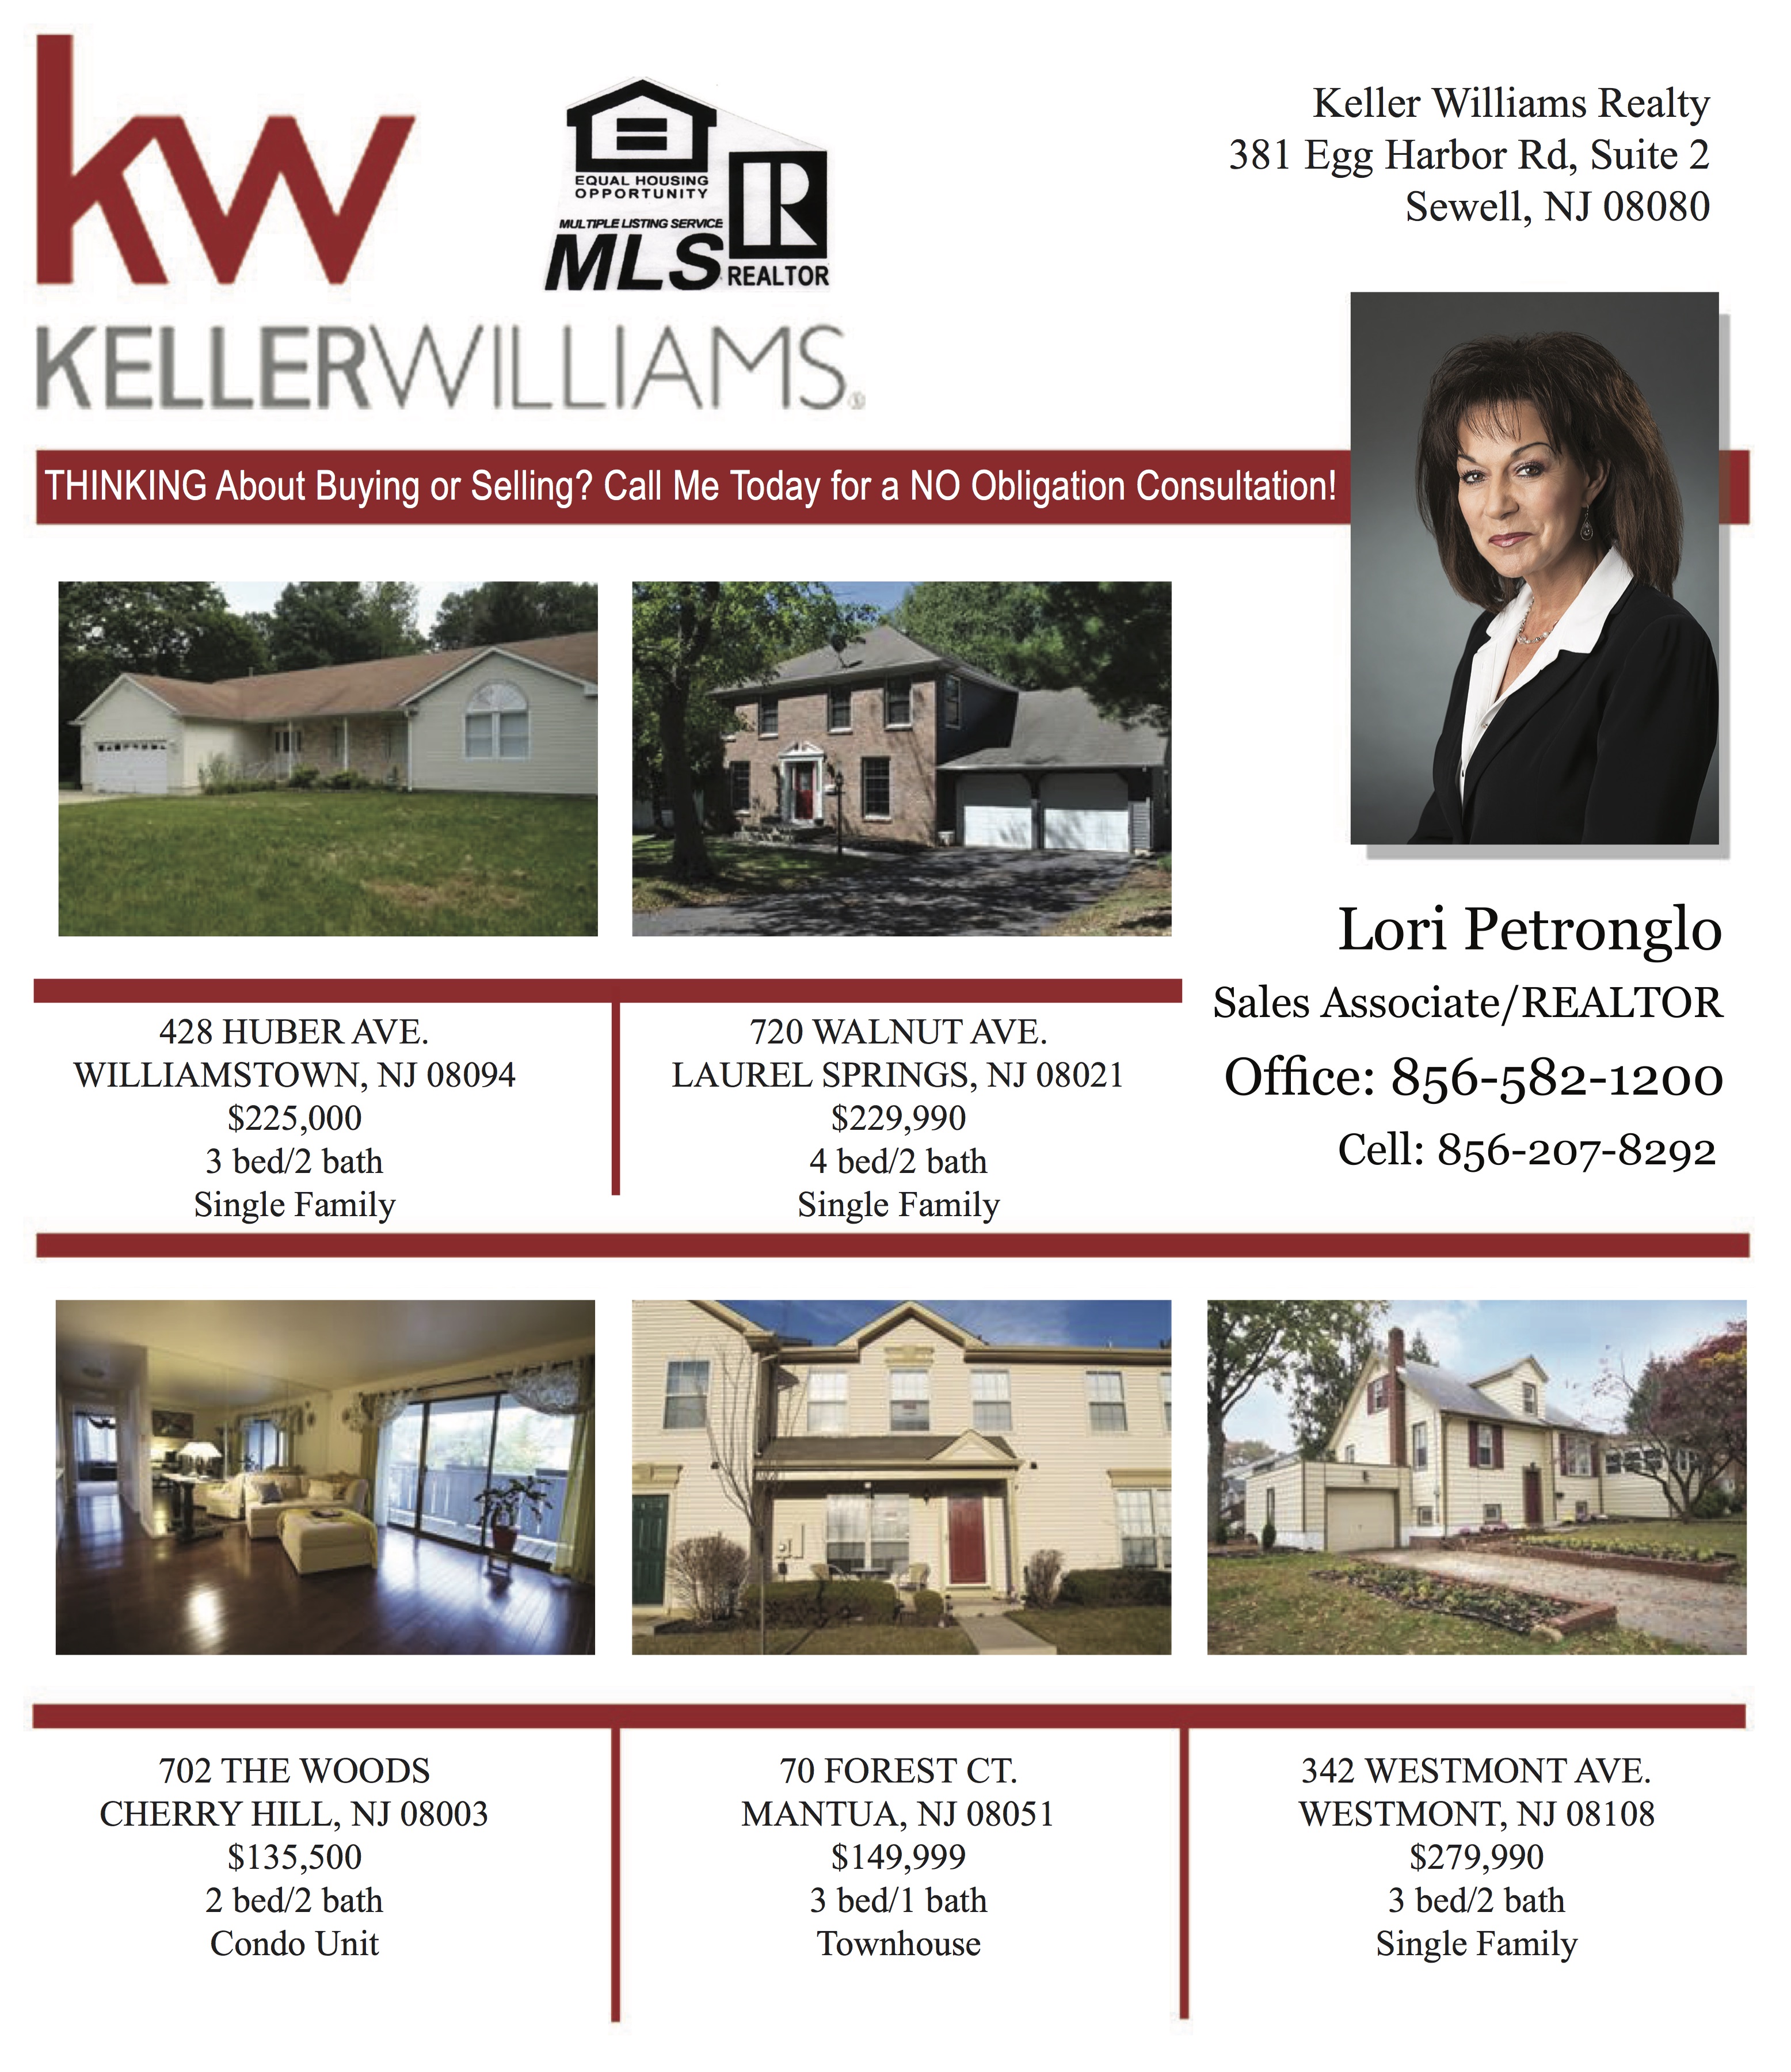 kw
KELLERWILLIAMS®
EQUAL HOUSING
OPPORTUNITY
MULTIPLE LISTING SERVICE
MLS
R
REALTOR
Keller Williams Realty
381 Egg Harbor Rd, Suite 2
Sewell, NJ 08080
THINKING About Buying or Selling? Call Me Today for a NO Obligation Consultation!
Lori Petronglo
Sales Associate/REALTOR
Office: 856-582-1200
Cell: 856-207-8292
428 HUBER AVE.
WILLIAMSTOWN, NJ 08094
$225,000
3 bed/2 bath
Single Family
720 WALNUT AVE.
LAUREL SPRINGS, NJ 08021
$229,990
4 bed/2 bath
Single Family
702 THE WOODS
CHERRY HILL, NJ 08003
$135,500
2 bed/2 bath
Condo Unit
70 FOREST CT.
MANTUA, NJ 08051
$149,999
3 bed/1 bath
Townhouse
342 WESTMONT AVE.
WESTMONT, NJ 08108
$279,990
3 bed/2 bath
Single Family